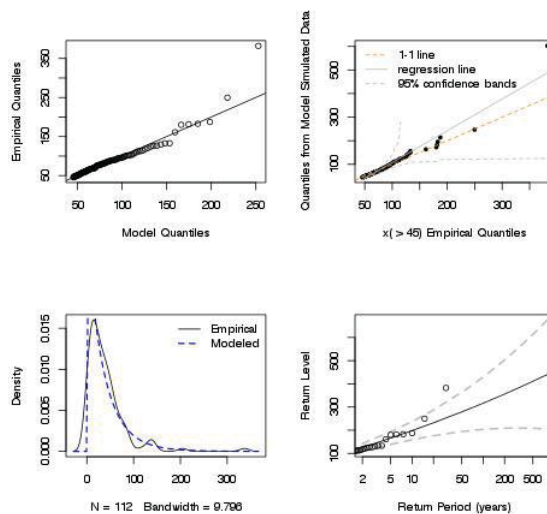 Empirical Quantiles
350
250
150
50
50 100 150 200 250
Model Quantiles
Quantiles from Model Simulated Data
500
300
100
1-1 line
regression line
95% confidence bands
50 100 200 300
x( > 45) Empirical Quantiles
Density
0.015
0.010
0.005
0.000
Empirical
Modeled
0 100 200 300
N = 112 Bandwidth = 9.796
Return Level
500
300
100
2 5 10 50 200 500
Return Period (years)